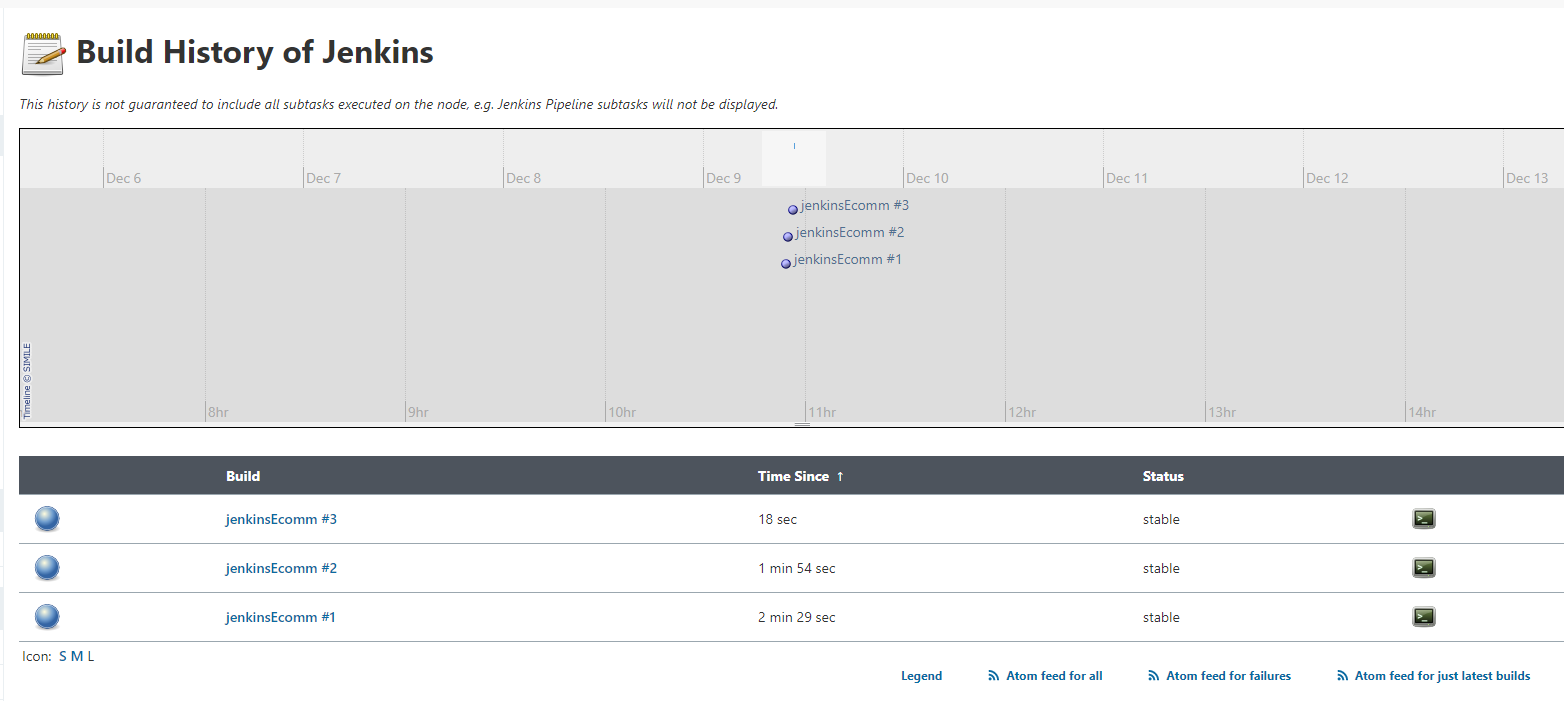 Build History of Jenkins
This history is not guaranteed to include all subtasks executed on the node, e.g. Jenkins Pipeline subtasks will not be displayed.
Dec 6 Dec 7 Dec 8 Dec 9 Dec 10 Dec 11 Dec 12 Dec 13
jenkinsEcomm #3
jenkinsEcomm #2
jenkinsEcomm #1
Timeline © SIMILE
8hr 9hr 10hr 11hr 12hr 13hr 14hr
Build Time Since ↑ Status
jenkinsEcomm #3 18 sec stable
jenkinsEcomm #2 1 min 54 sec stable
jenkinsEcomm #1 2 min 29 sec stable
Icon: S M L
Legend Atom feed for all Atom feed for failures Atom feed for just latest builds